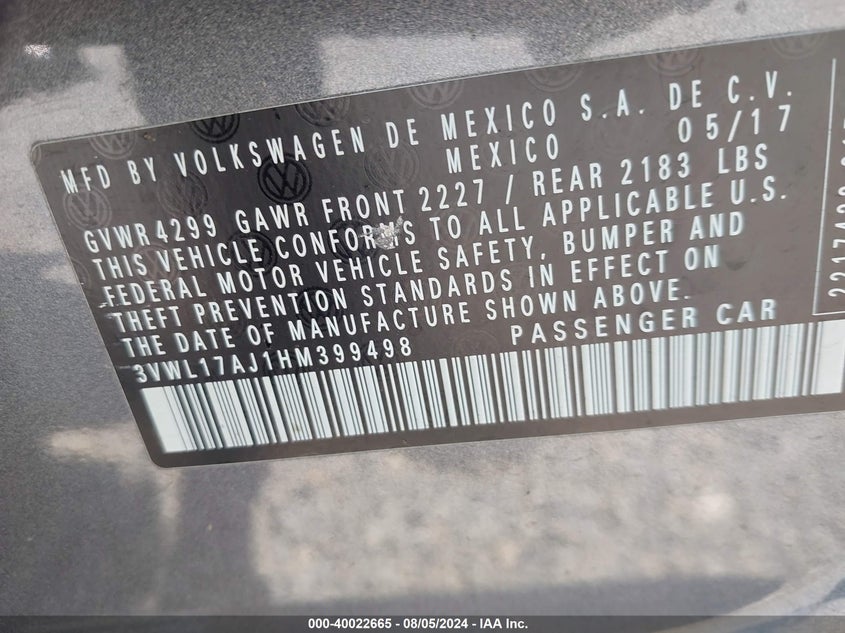 MFD BY VOLKSWAGEN DE MEXICO S.A. DE C.V.
MEXICO 05/17
GVWR 4299 GAWR FRONT 2227 / REAR 2183 LBS
THIS VEHICLE CONFORMS TO ALL APPLICABLE U.S.
FEDERAL MOTOR VEHICLE SAFETY, BUMPER AND
THEFT PREVENTION STANDARDS IN EFFECT ON
THE DATE OF MANUFACTURE SHOWN ABOVE.
3VWL17AJ1HM399498 PASSENGER CAR
000-40022665 - 08/05/2024 - IAA Inc.